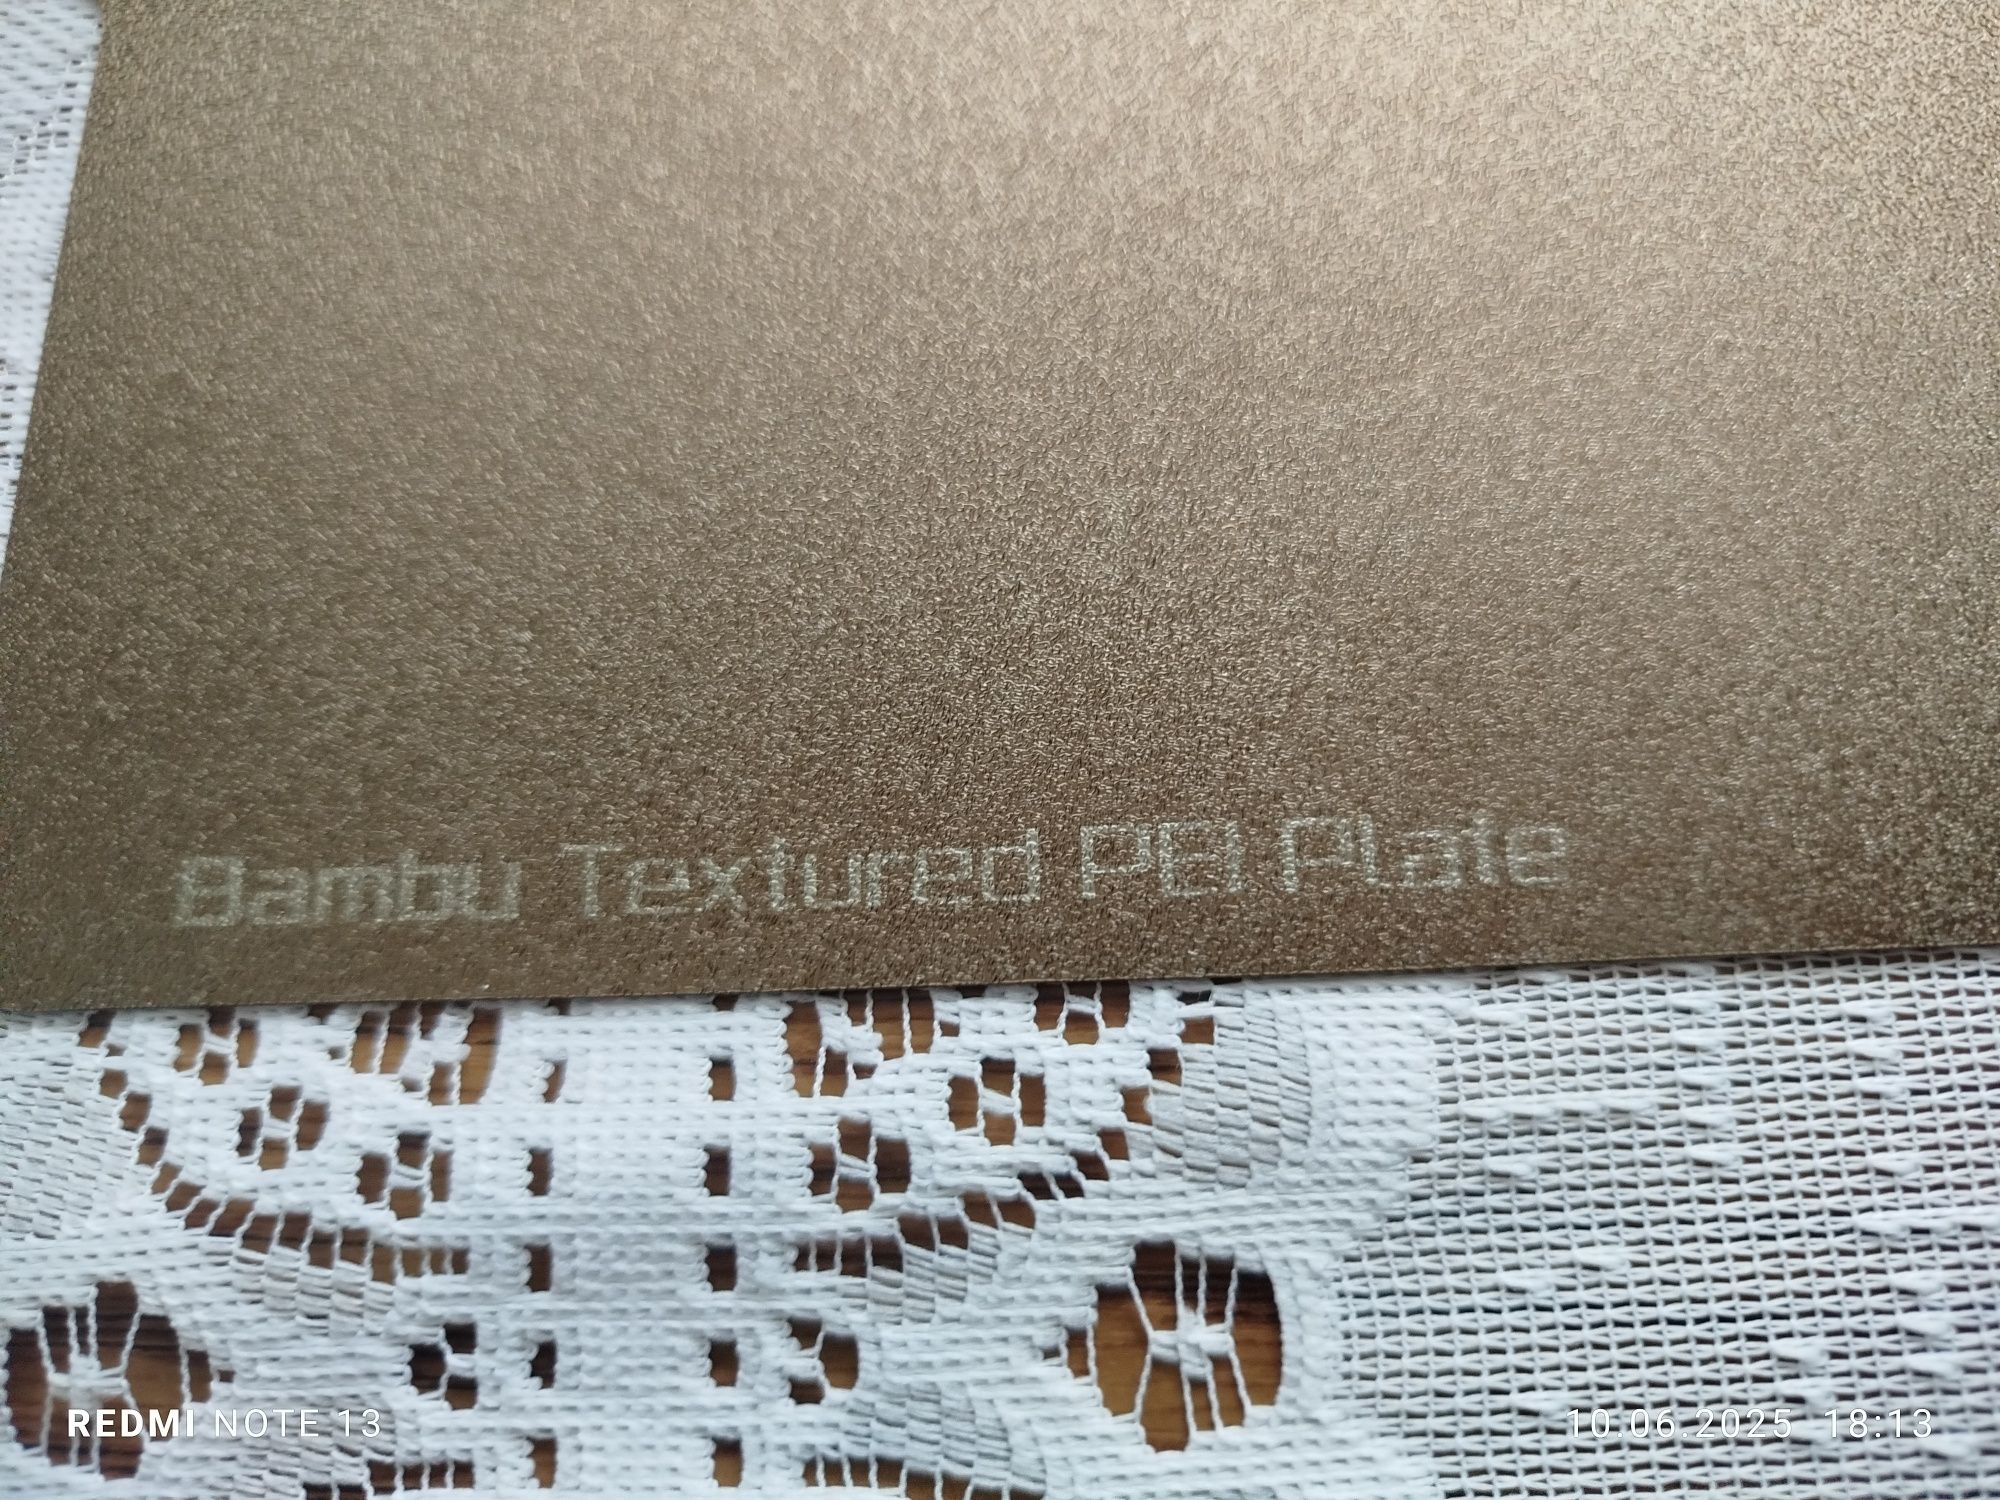 Bambu Textured PEI Plate
REDMI NOTE 13
10.06.2025 18:13